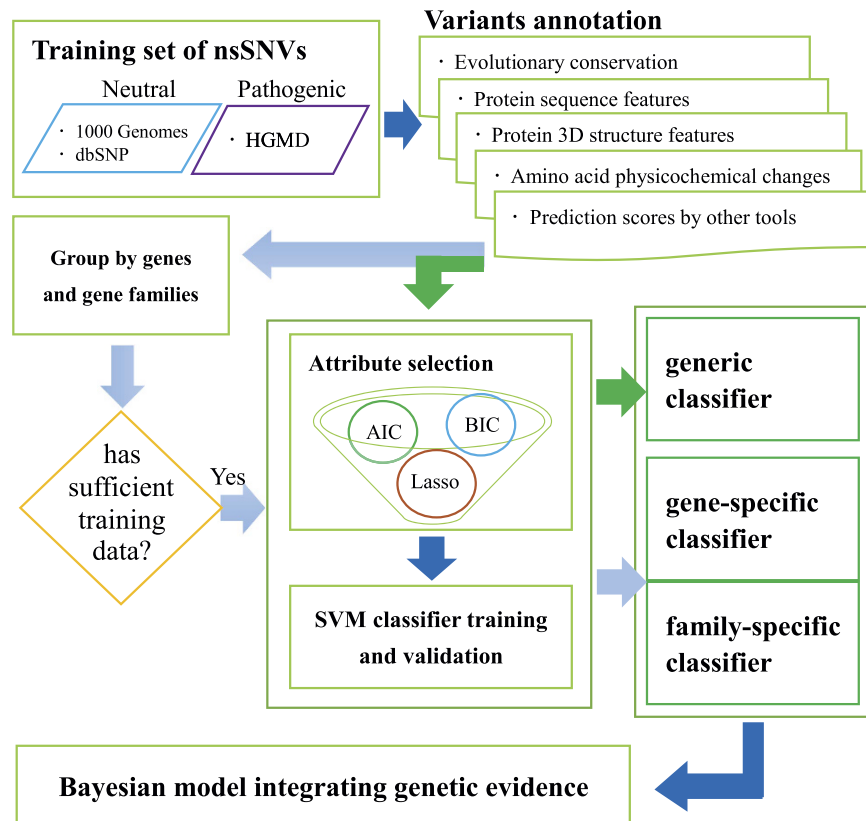 Training set of nsSNVs
Neutral
Pathogenic
· 1000 Genomes
· dbSNP
· HGMD
Variants annotation
· Evolutionary conservation
· Protein sequence features
· Protein 3D structure features
· Amino acid physicochemical changes
· Prediction scores by other tools
Group by genes
and gene families
has
sufficient
training
data?
Yes
Attribute selection
AIC
BIC
Lasso
SVM classifier training
and validation
generic
classifier
gene-specific
classifier
family-specific
classifier
Bayesian model integrating genetic evidence